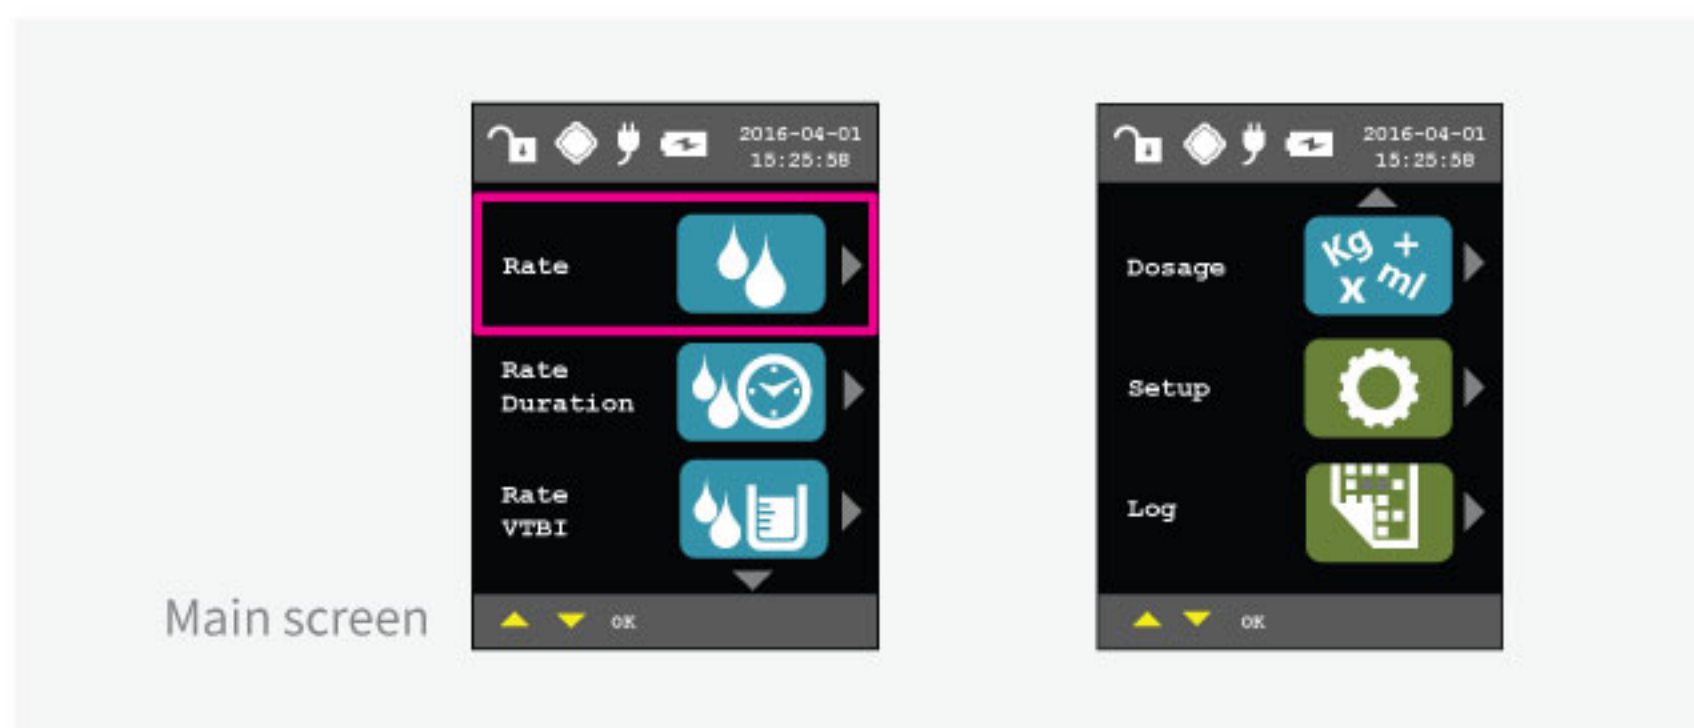 2016-04-01
15:25:58
Rate
Rate
Duration
Rate
VTBI
OK
Main screen
2016-04-01
15:25:58
Dosage
Kg +
x ml
Setup
Log
OK